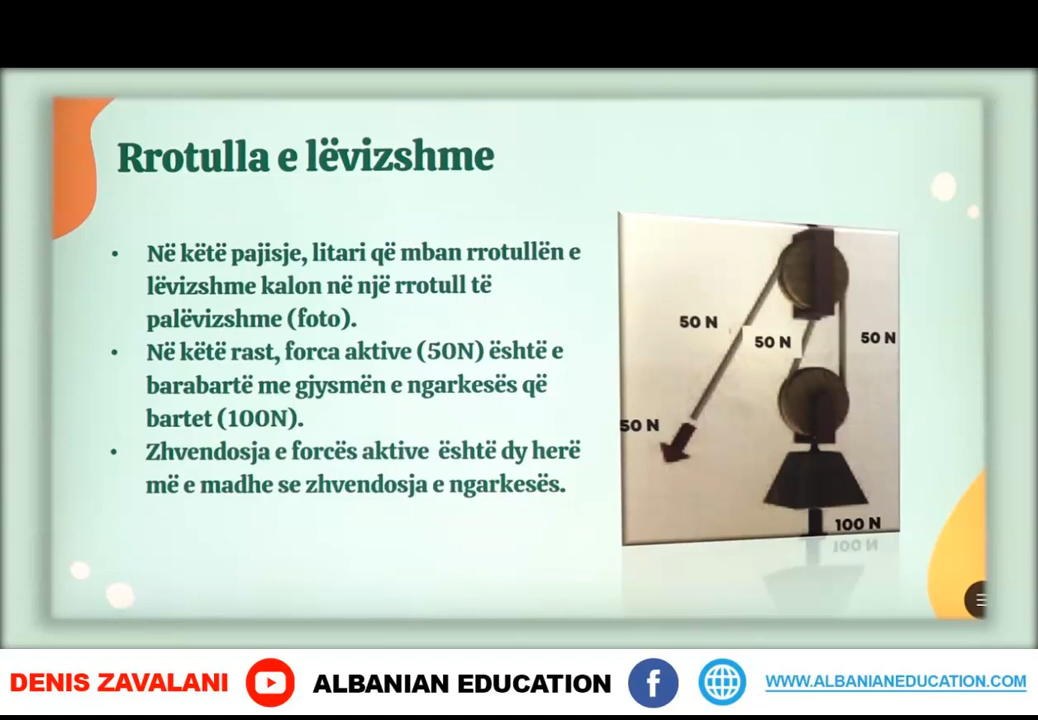 Rrotulla e lëvizshme
• Në këtë pajisje, litari që mban rrotullën e
lëvizshme kalon në një rrotull të
palëvizshme (foto).
• Në këtë rast, forca aktive (50N) është e
barabartë me gjysmën e ngarkesës që
bartet (100N).
• Zhvendosja e forcës aktive është dy herë
më e madhe se zhvendosja e ngarkesës.
50 N
50 N
50 N
50 N
100 N
DENIS ZAVALANI
ALBANIAN EDUCATION
WWW.ALBANIANEDUCATION.COM